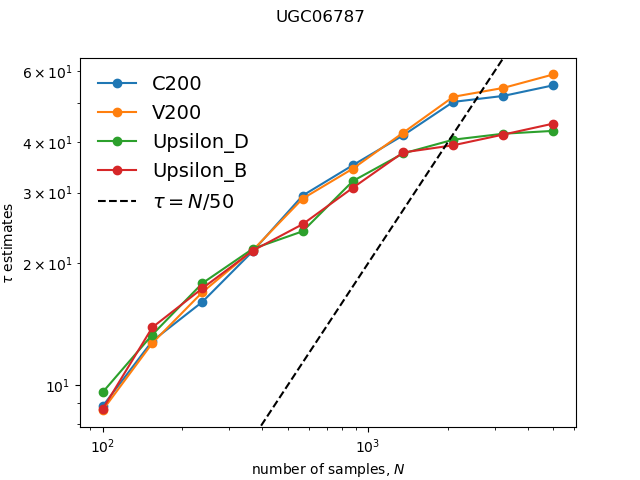 UGC06787
6 × 10¹
4 × 10¹
3 × 10¹
2 × 10¹
10¹
τ estimates
C200
V200
Upsilon_D
Upsilon_B
τ = N/50
10² 10³
number of samples, N